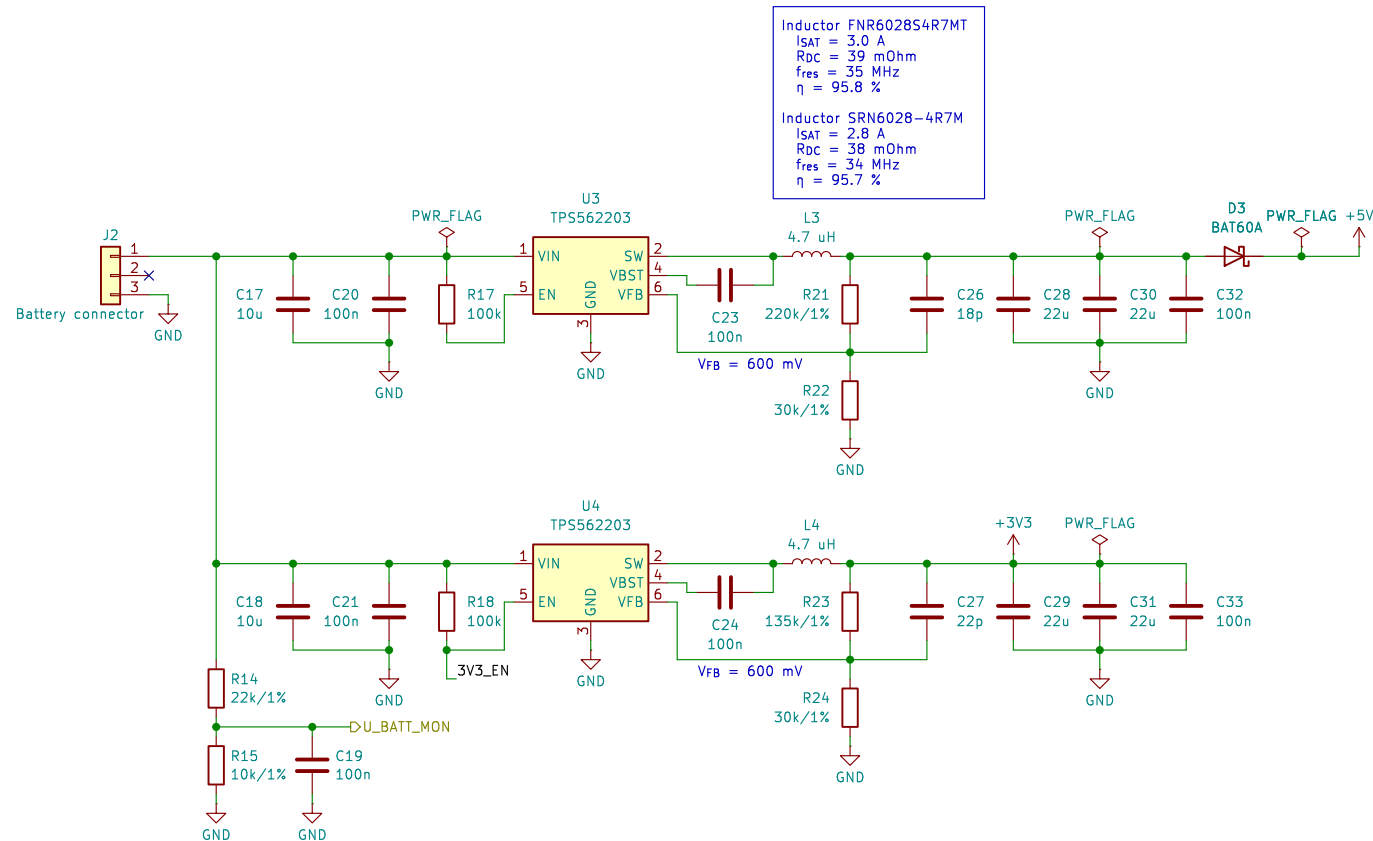 Inductor FNR6028S4R7MT
ISAT = 3.0 A
RDC = 39 mOhm
fres = 35 MHz
η = 95.8 %
Inductor SRN6028-4R7M
ISAT = 2.8 A
RDC = 38 mOhm
fres = 34 MHz
η = 95.7 %
J2
1
2
3
Battery connector
GND
C17
10u
C20
100n
GND
PWR_FLAG
R17
100k
U3
TPS562203
1 VIN
5 EN
GND
3
SW 2
VBST 4
VFB 6
GND
C23
100n
L3
4.7 uH
VFB = 600 mV
R21
220k/1%
R22
30k/1%
GND
C26
18p
C28
22u
PWR_FLAG
C30
22u
C32
100n
GND
D3
BAT60A
PWR_FLAG
+5V
C18
10u
C21
100n
GND
R18
100k
3V3_EN
U4
TPS562203
1 VIN
5 EN
GND
3
SW 2
VBST 4
VFB 6
GND
C24
100n
L4
4.7 uH
VFB = 600 mV
R23
135k/1%
R24
30k/1%
GND
C27
22p
+3V3
C29
22u
PWR_FLAG
C31
22u
C33
100n
GND
R14
22k/1%
U_BATT_MON
R15
10k/1%
C19
100n
GND
GND